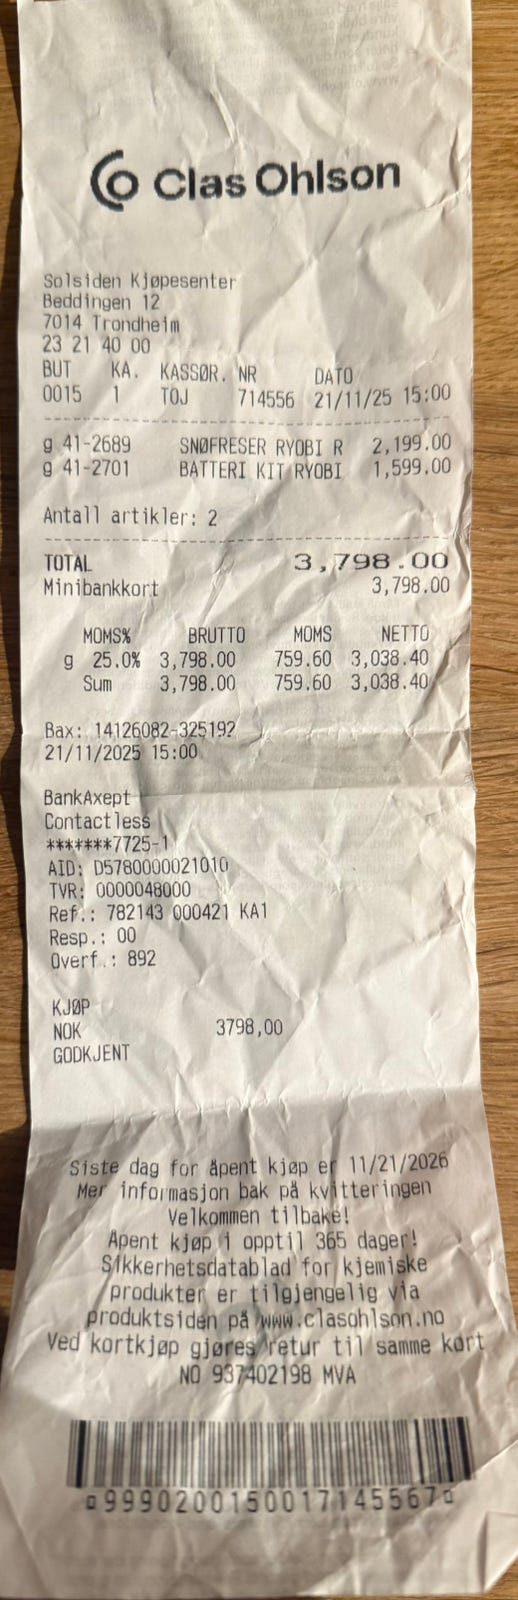 Clas Ohlson
Solsiden Kjøpesenter
Beddingen 12
7014 Trondheim
23 21 40 00
BUT KA. KASSØR. NR DATO
0015 1 TOJ 714556 21/11/25 15:00
g 41-2689 SNØFRESER RYOBI R 2,199.00
g 41-2701 BATTERI KIT RYOBI 1,599.00
Antall artikler: 2
TOTAL 3,798.00
Minibankkort 3,798.00
MOMS% BRUTTO MOMS NETTO
g 25.0% 3,798.00 759.60 3,038.40
Sum 3,798.00 759.60 3,038.40
Bax: 14126082-325192
21/11/2025 15:00
BankAxept
Contactless
*******7725-1
AID: D5780000021010
TVR: 0000048000
Ref.: 782143 000421 KA1
Resp.: 00
Overf.: 892
KJØP
NOK 3798,00
GODKJENT
Siste dag for åpent kjøp er 11/21/2026
Mer informasjon bak på kvitteringen
Velkommen tilbake!
Åpent kjøp i opptil 365 dager!
Sikkerhetsdatablad for kjemiske
produkter er tilgjengelig via
produktsiden på www.clasohlson.no
Ved kortkjøp gjøres retur til samme kort
NO 937402198 MVA
¤99902001500171455670¤